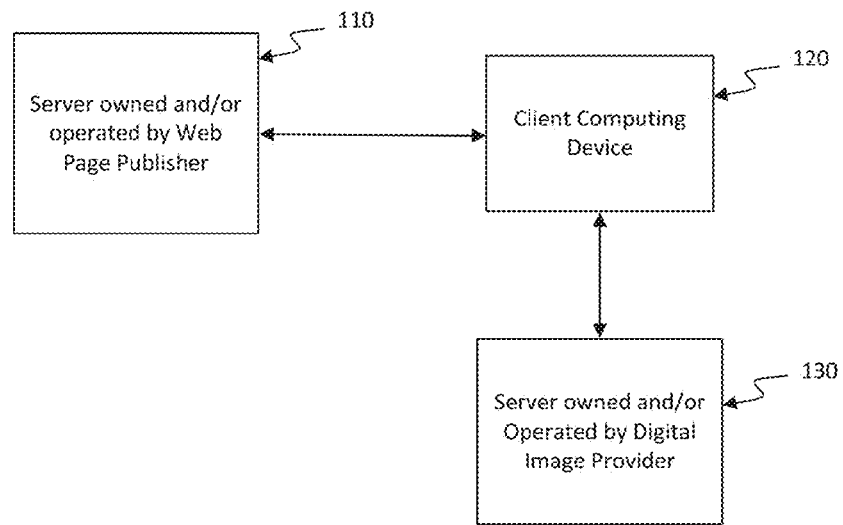 110
Server owned and/or
operated by Web
Page Publisher
120
Client Computing
Device
130
Server owned and/or
Operated by Digital
Image Provider